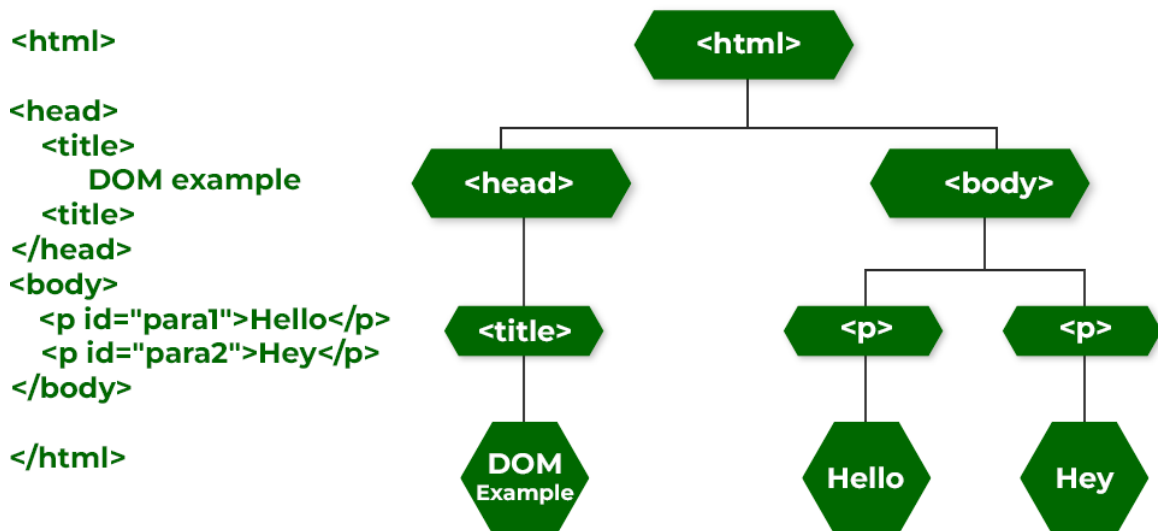 <html>
<head>
<title>
DOM example
<title>
</head>
<body>
<p id="para1">Hello</p>
<p id="para2">Hey</p>
</body>
</html>
<html>
<head>
<body>
<title>
<p>
<p>
DOM
Example
Hello
Hey